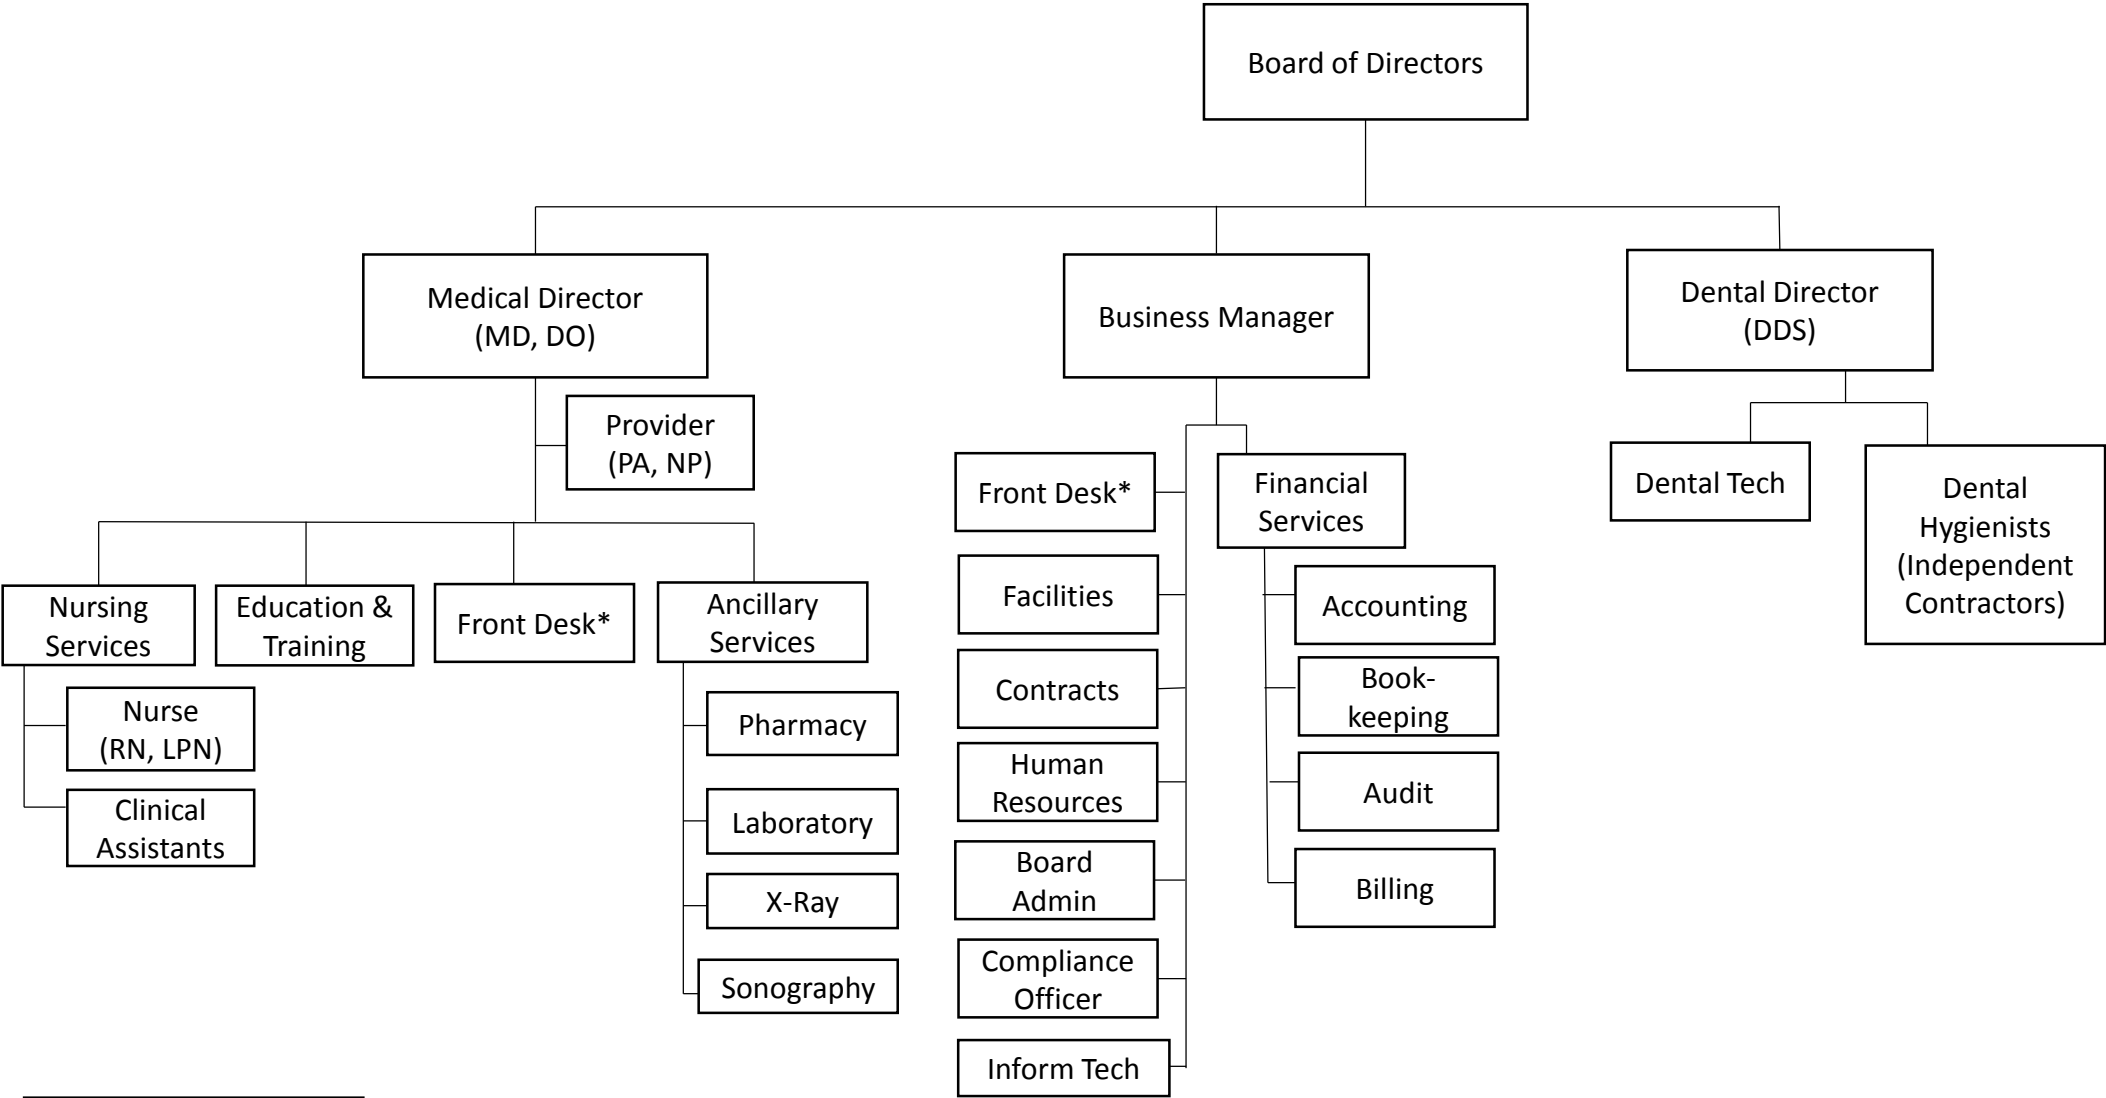 Board of Directors
Medical Director
(MD, DO)
Business Manager
Dental Director
(DDS)
Provider
(PA, NP)
Nursing
Services
Education &
Training
Front Desk*
Ancillary
Services
Nurse
(RN, LPN)
Clinical
Assistants
Pharmacy
Laboratory
X-Ray
Sonography
Front Desk*
Facilities
Contracts
Human
Resources
Board
Admin
Compliance
Officer
Inform Tech
Financial
Services
Accounting
Book-
keeping
Audit
Billing
Dental Tech
Dental
Hygienists
(Independent
Contractors)